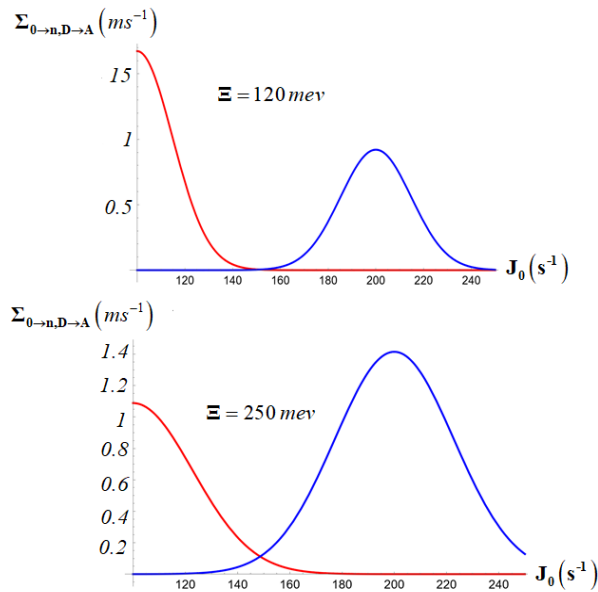 Σ₀→n,D→A (ms⁻¹)
15
Ξ = 120 mev
1
0.5
J₀ (s⁻¹)
120 140 160 180 200 220 240
Σ₀→n,D→A (ms⁻¹)
1.4
1.2
Ξ = 250 mev
1
0.8
0.6
0.4
0.2
J₀ (s⁻¹)
120 140 160 180 200 220 240